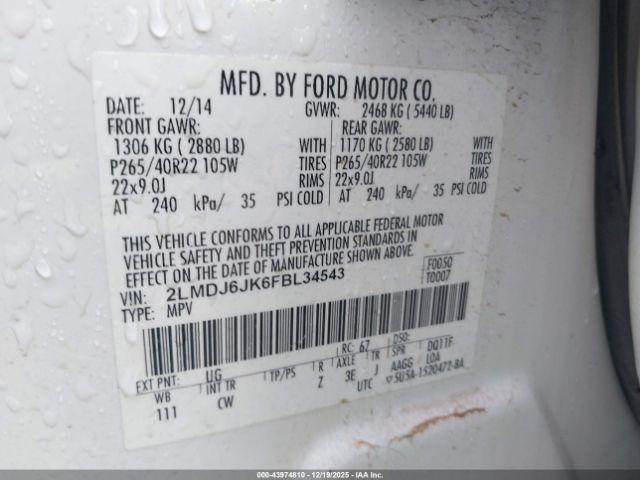 MFD. BY FORD MOTOR CO.
DATE: 12/14 GVWR: 2468 KG ( 5440 LB)
FRONT GAWR: REAR GAWR:
1306 KG ( 2880 LB) WITH 1170 KG ( 2580 LB) WITH
P265/40R22 105W TIRES P265/40R22 105W TIRES
22x9.0J RIMS 22x9.0J RIMS
AT 240 kPa/ 35 PSI COLD AT 240 kPa/ 35 PSI COLD
THIS VEHICLE CONFORMS TO ALL APPLICABLE FEDERAL MOTOR
VEHICLE SAFETY AND THEFT PREVENTION STANDARDS IN
EFFECT ON THE DATE OF MANUFACTURE SHOWN ABOVE.
VIN: 2LMDJ6JK6FBL34543 F0050
TYPE: MPV T0007
EXT PNT: UG RC: 67 DSO:
WB INT TR TP/PS R AXLE TR SPR DQ11F
111 CW Z 3E J AAGG LOA
UTC 5U5A-1520472-BA
000-43974810 - 12/19/2025 - IAA Inc.